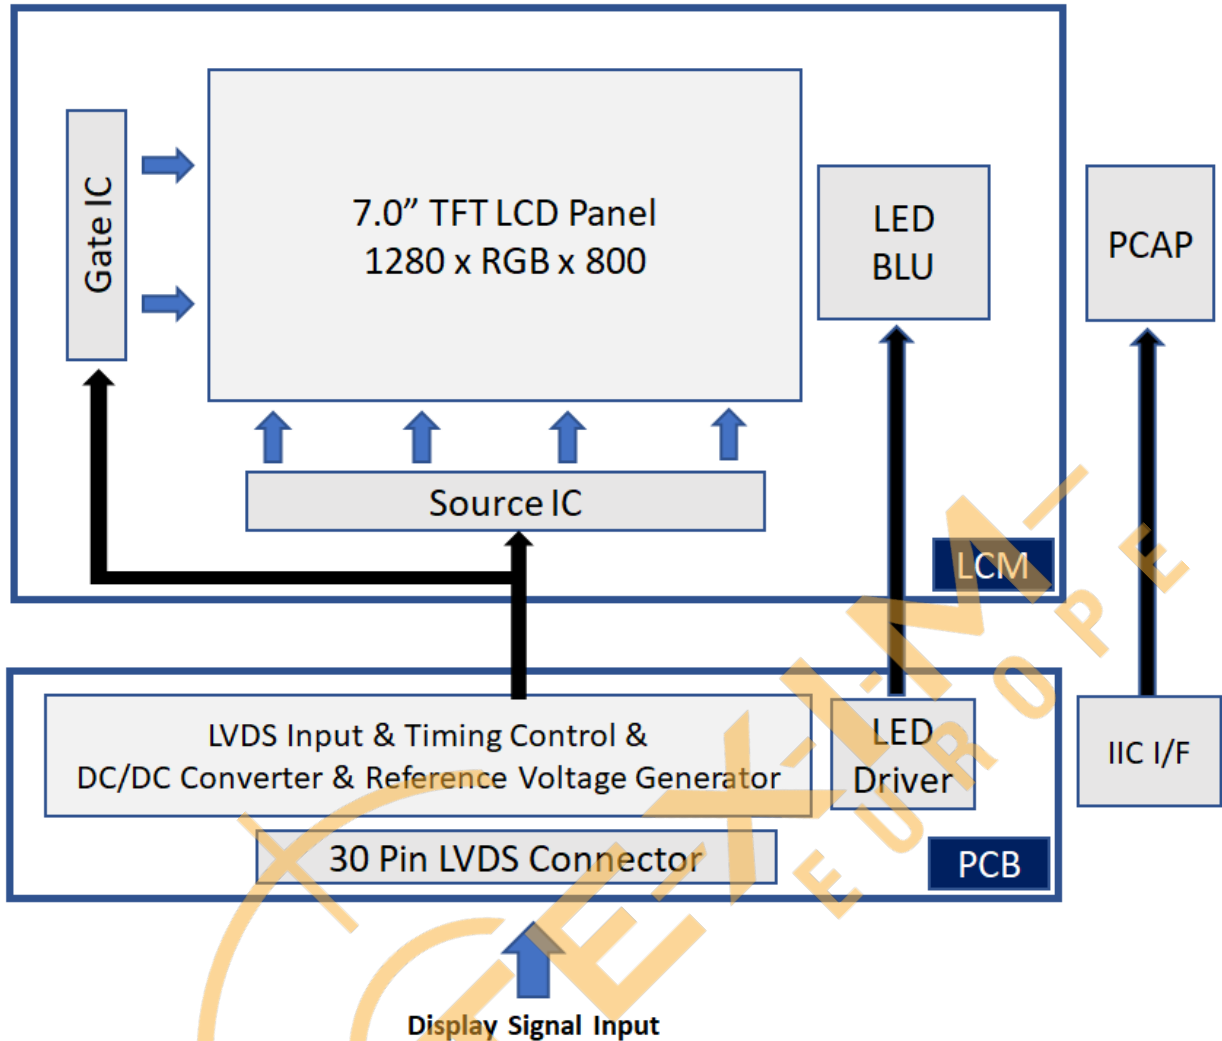 Gate IC
7.0” TFT LCD Panel
1280 x RGB x 800
LED
BLU
PCAP
Source IC
LCM
LVDS Input & Timing Control &
DC/DC Converter & Reference Voltage Generator
LED
Driver
IIC I/F
30 Pin LVDS Connector
PCB
Display Signal Input
TEX-I-M-
EUROPE